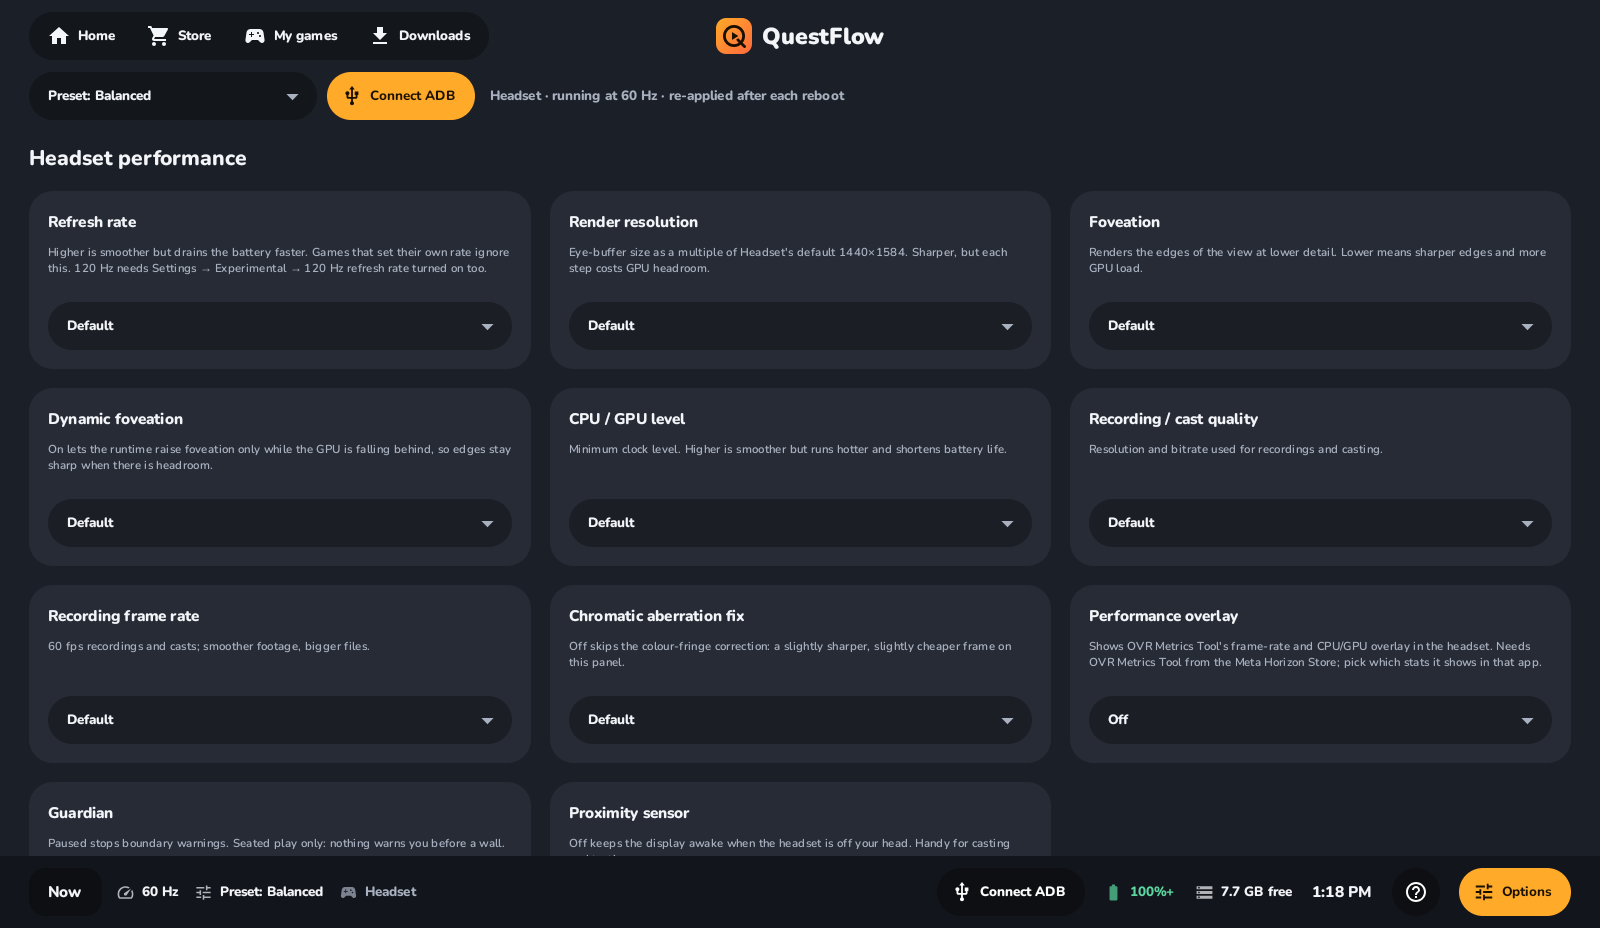 Home
Store
My games
Downloads
QuestFlow
Preset: Balanced
Connect ADB
Headset · running at 60 Hz · re-applied after each reboot
Headset performance
Refresh rate
Higher is smoother but drains the battery faster. Games that set their own rate ignore
this. 120 Hz needs Settings → Experimental → 120 Hz refresh rate turned on too.
Default
Render resolution
Eye-buffer size as a multiple of Headset's default 1440×1584. Sharper, but each
step costs GPU headroom.
Default
Foveation
Renders the edges of the view at lower detail. Lower means sharper edges and more
GPU load.
Default
Dynamic foveation
On lets the runtime raise foveation only while the GPU is falling behind, so edges stay
sharp when there is headroom.
Default
CPU / GPU level
Minimum clock level. Higher is smoother but runs hotter and shortens battery life.
Default
Recording / cast quality
Resolution and bitrate used for recordings and casting.
Default
Recording frame rate
60 fps recordings and casts; smoother footage, bigger files.
Default
Chromatic aberration fix
Off skips the colour-fringe correction: a slightly sharper, slightly cheaper frame on
this panel.
Default
Performance overlay
Shows OVR Metrics Tool's frame-rate and CPU/GPU overlay in the headset. Needs
OVR Metrics Tool from the Meta Horizon Store; pick which stats it shows in that app.
Off
Guardian
Paused stops boundary warnings. Seated play only: nothing warns you before a wall.
Proximity sensor
Off keeps the display awake when the headset is off your head. Handy for casting
Now
60 Hz
Preset: Balanced
Headset
Connect ADB
100%+
7.7 GB free
1:18 PM
Options